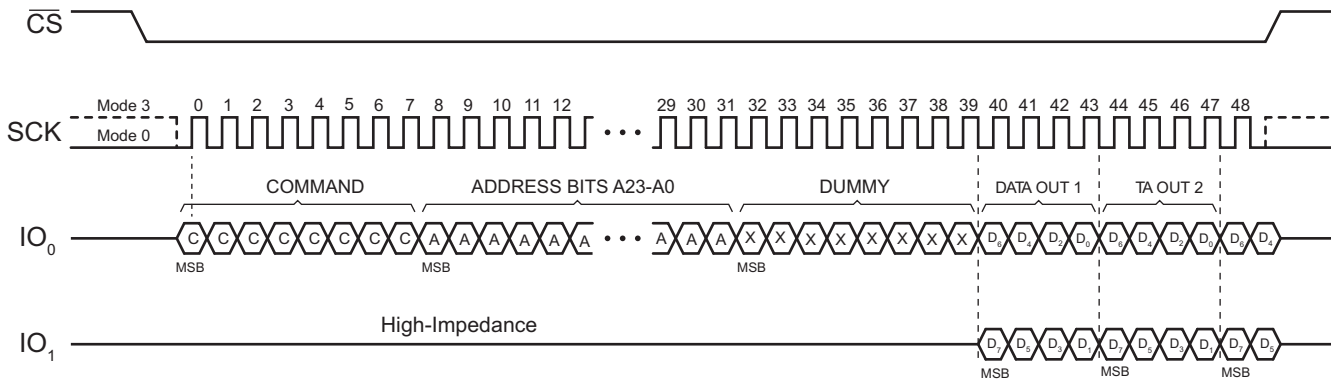 CS
Mode 3
0 1 2 3 4 5 6 7 8 9 10 11 12 29 30 31 32 33 34 35 36 37 38 39 40 41 42 43 44 45 46 47 48
SCK
Mode 0
COMMAND ADDRESS BITS A23-A0 DUMMY DATA OUT 1 TA OUT 2
IO0 C C C C C C C C A A A A A A A A A X X X X X X X X D6 D4 D2 D0 D6 D4 D2 D0 D6 D4
MSB MSB MSB
High-Impedance
IO1 D7 D5 D3 D1 D7 D5 D3 D1 D7 D5
MSB MSB MSB